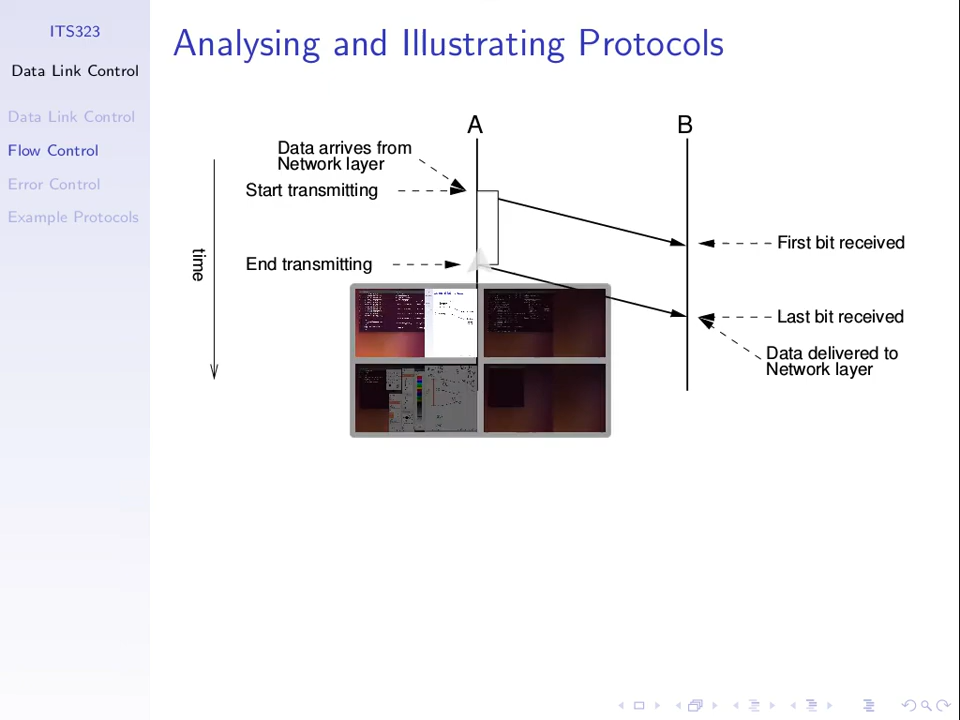 ITS323
Data Link Control
Data Link Control
Flow Control
Error Control
Example Protocols
Analysing and Illustrating Protocols
A
B
Data arrives from
Network layer
Start transmitting
First bit received
time
End transmitting
Last bit received
Data delivered to
Network layer